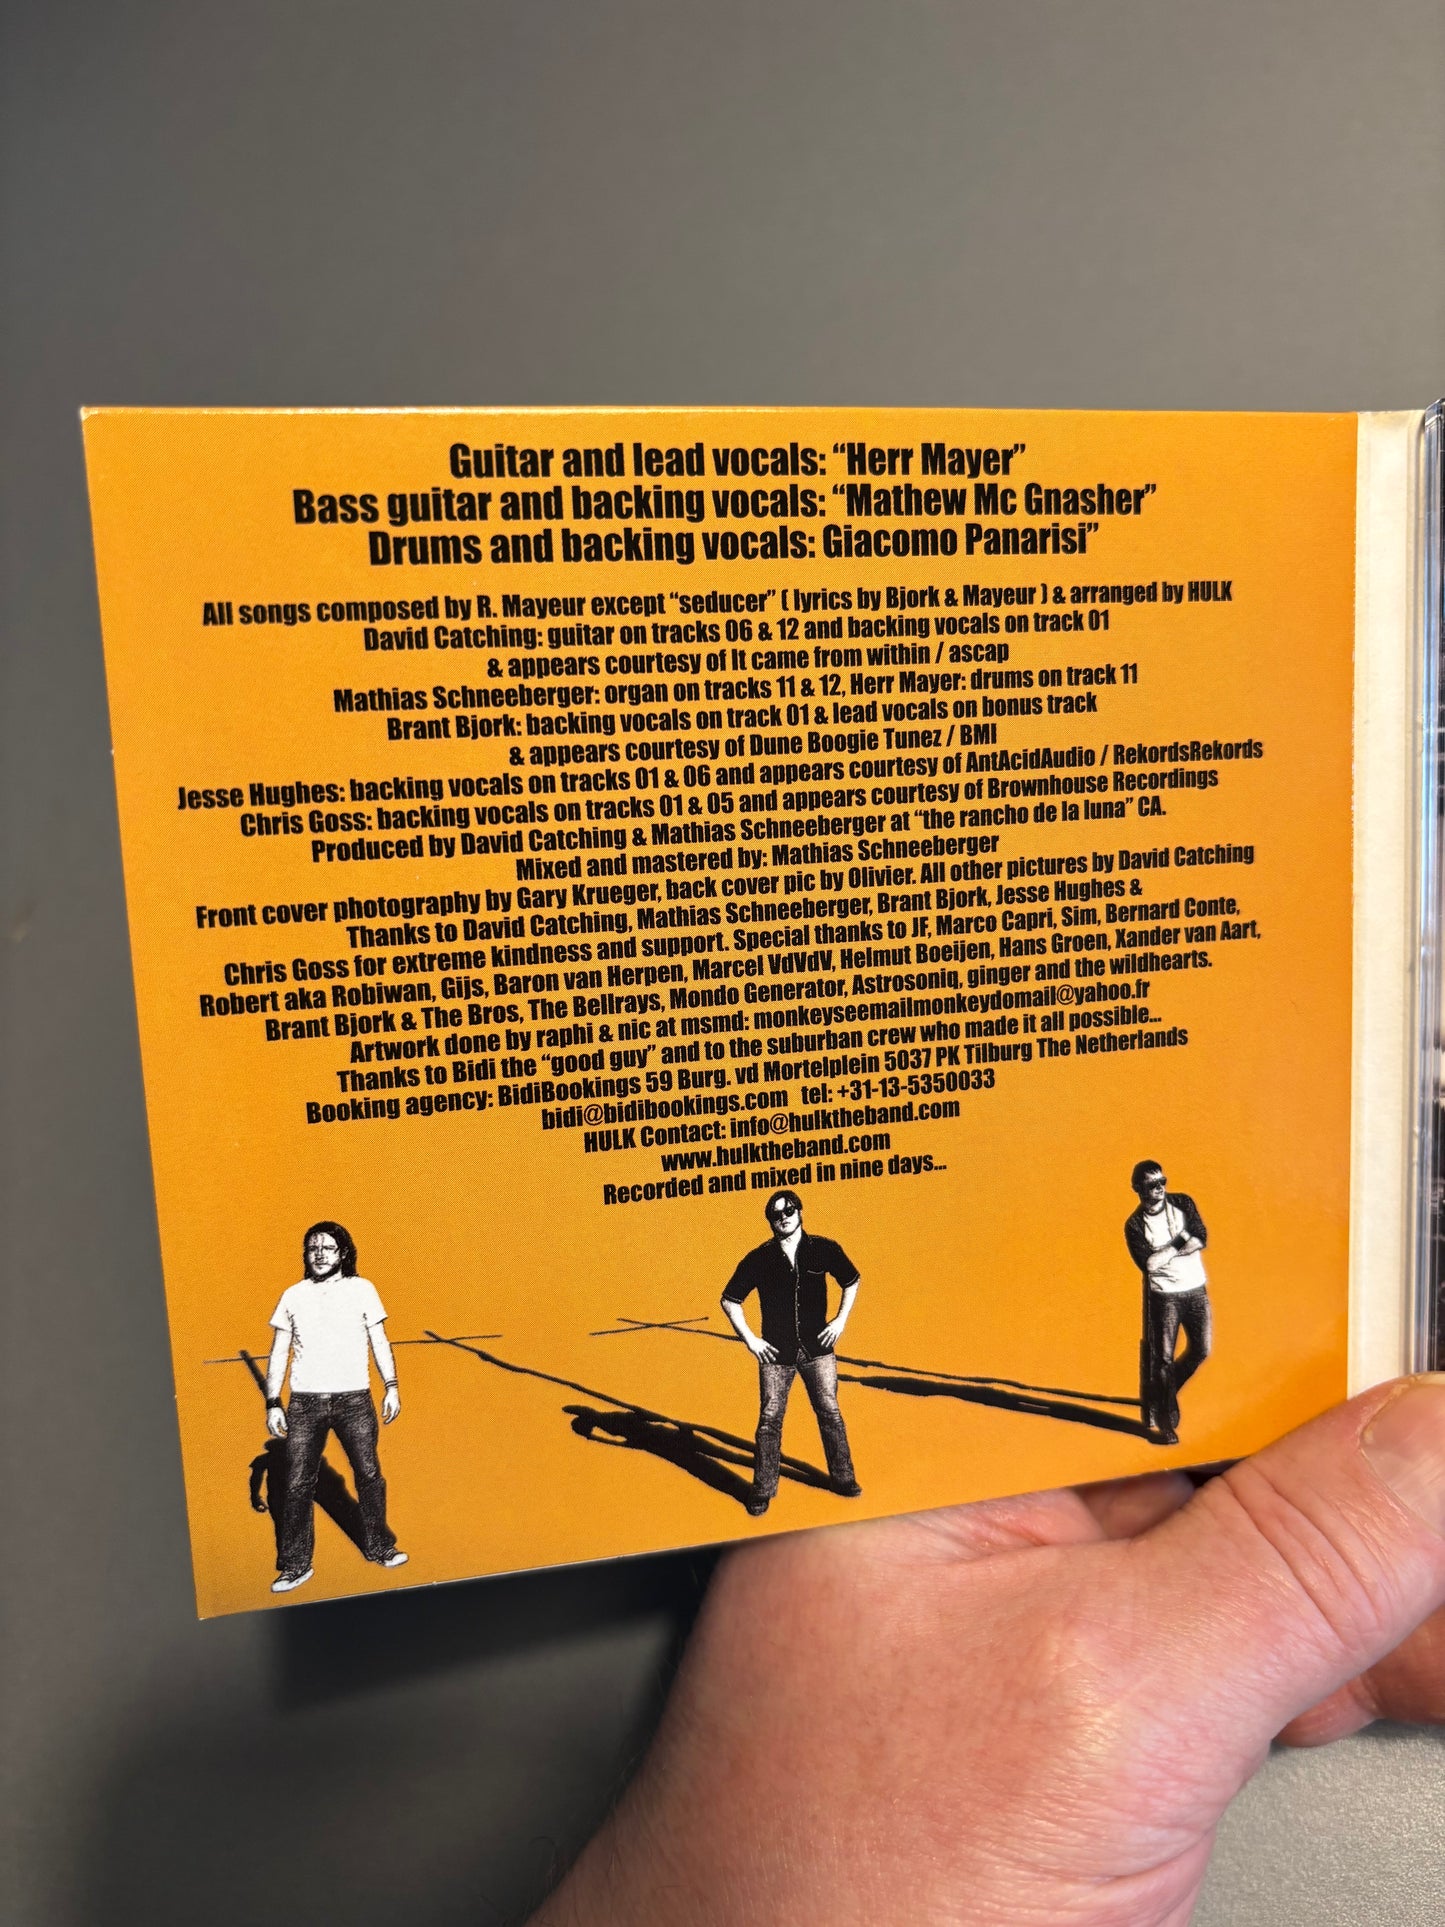 Guitar and lead vocals: “Herr Mayer”
Bass guitar and backing vocals: “Mathew Mc Gnasher”
Drums and backing vocals: Giacomo Panarisi”
All songs composed by R. Mayeur except “seducer” ( lyrics by Bjork & Mayeur ) & arranged by HULK
David Catching: guitar on tracks 06 & 12 and backing vocals on track 01
& appears courtesy of It came from within / ascap
Mathias Schneeberger: organ on tracks 11 & 12, Herr Mayer: drums on track 11
Brant Bjork: backing vocals on track 01 & lead vocals on bonus track
& appears courtesy of Dune Boogie Tunez / BMI
Jesse Hughes: backing vocals on tracks 01 & 06 and appears courtesy of AntAcidAudio / RekordsRekords
Chris Goss: backing vocals on tracks 01 & 05 and appears courtesy of Brownhouse Recordings
Produced by David Catching & Mathias Schneeberger at “the rancho de la luna” CA.
Mixed and mastered by: Mathias Schneeberger
Front cover photography by Gary Krueger, back cover pic by Olivier. All other pictures by David Catching
Thanks to David Catching, Mathias Schneeberger, Brant Bjork, Jesse Hughes &
Chris Goss for extreme kindness and support. Special thanks to JF, Marco Capri, Sim, Bernard Conte,
Robert aka Robiwan, Gijs, Baron van Herpen, Marcel VdVdV, Helmut Boeijen, Hans Groen, Xander van Aart,
Brant Bjork & The Bros, The Bellrays, Mondo Generator, Astrosoniq, ginger and the wildhearts.
Artwork done by raphi & nic at msmd: monkeyseemailmonkeydomail@yahoo.fr
Thanks to Bidi the “good guy” and to the suburban crew who made it all possible...
Booking agency: BidiBookings 59 Burg. vd Mortelplein 5037 PK Tilburg The Netherlands
bidi@bidibookings.com tel: +31-13-5350033
HULK Contact: info@hulktheband.com
www.hulktheband.com
Recorded and mixed in nine days...